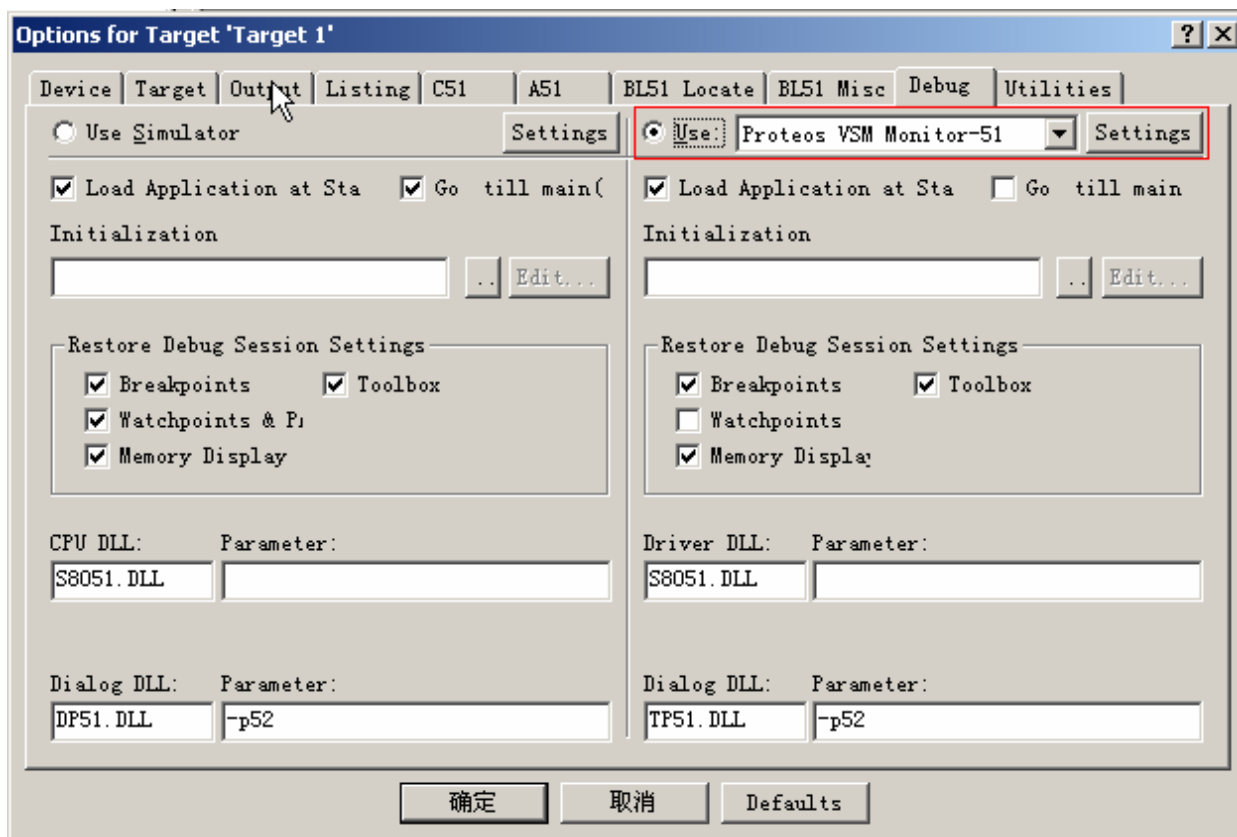 Options for Target 'Target 1'
Device Target Output Listing C51 A51 BL51 Locate BL51 Misc Debug Utilities
Use Simulator Settings Use: Proteos VSM Monitor-51 Settings
Load Application at Sta Go till main( Load Application at Sta Go till main
Initialization Initialization
.. Edit... .. Edit...
Restore Debug Session Settings Restore Debug Session Settings
Breakpoints Toolbox Breakpoints Toolbox
Watchpoints & Pa Watchpoints
Memory Display Memory Display
CPU DLL: Parameter: Driver DLL: Parameter:
S8051.DLL S8051.DLL
Dialog DLL: Parameter: Dialog DLL: Parameter:
DP51.DLL -p52 TP51.DLL -p52
确定 取消 Defaults